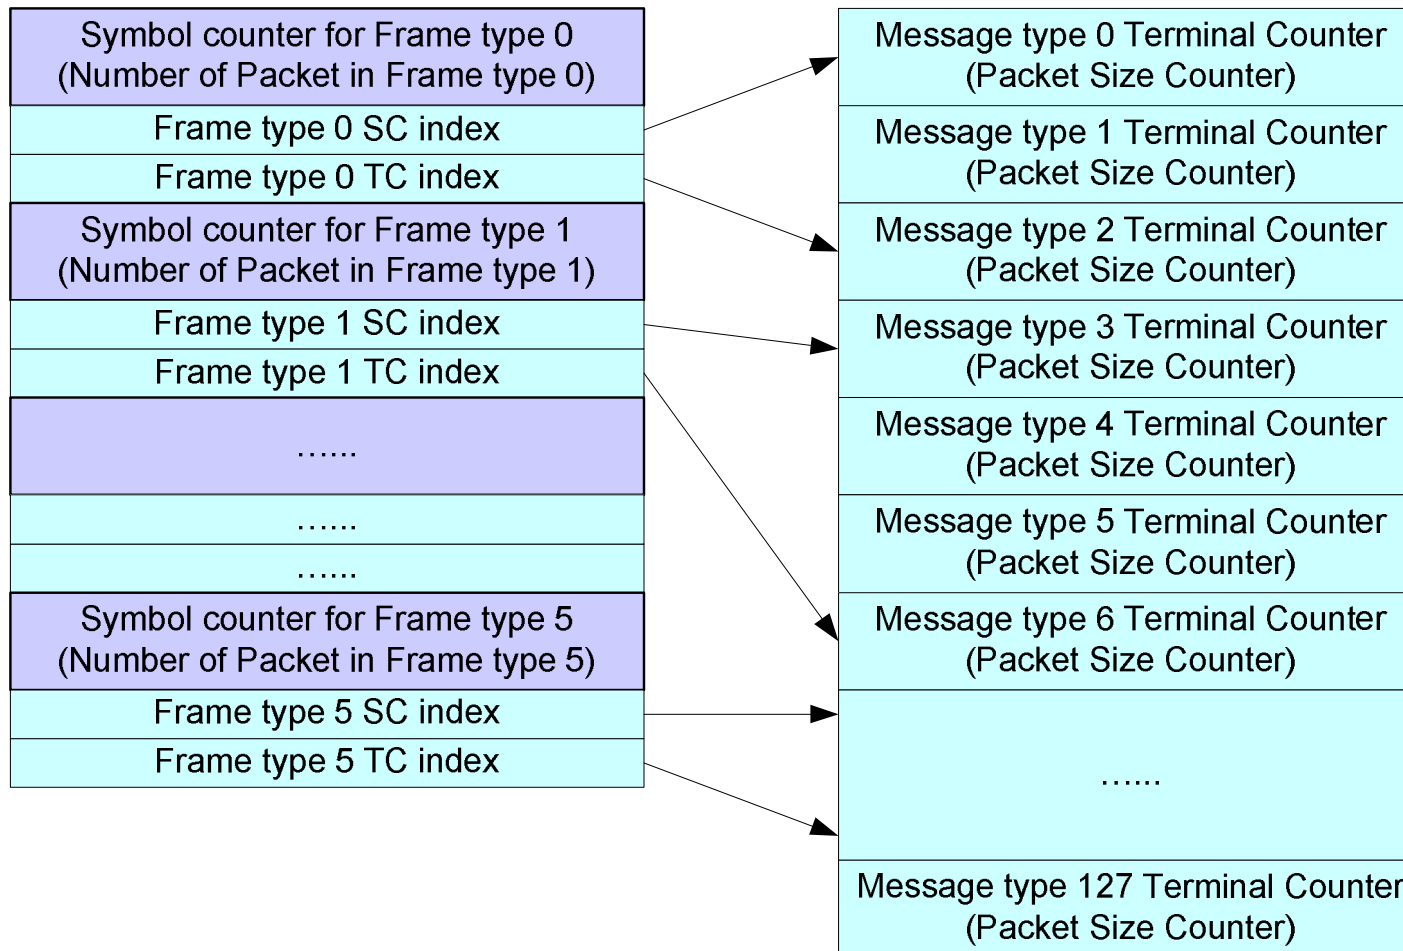 Symbol counter for Frame type 0
(Number of Packet in Frame type 0)
Frame type 0 SC index
Frame type 0 TC index
Symbol counter for Frame type 1
(Number of Packet in Frame type 1)
Frame type 1 SC index
Frame type 1 TC index
…...
…...
…...
Symbol counter for Frame type 5
(Number of Packet in Frame type 5)
Frame type 5 SC index
Frame type 5 TC index
Message type 0 Terminal Counter
(Packet Size Counter)
Message type 1 Terminal Counter
(Packet Size Counter)
Message type 2 Terminal Counter
(Packet Size Counter)
Message type 3 Terminal Counter
(Packet Size Counter)
Message type 4 Terminal Counter
(Packet Size Counter)
Message type 5 Terminal Counter
(Packet Size Counter)
Message type 6 Terminal Counter
(Packet Size Counter)
…...
Message type 127 Terminal Counter
(Packet Size Counter)